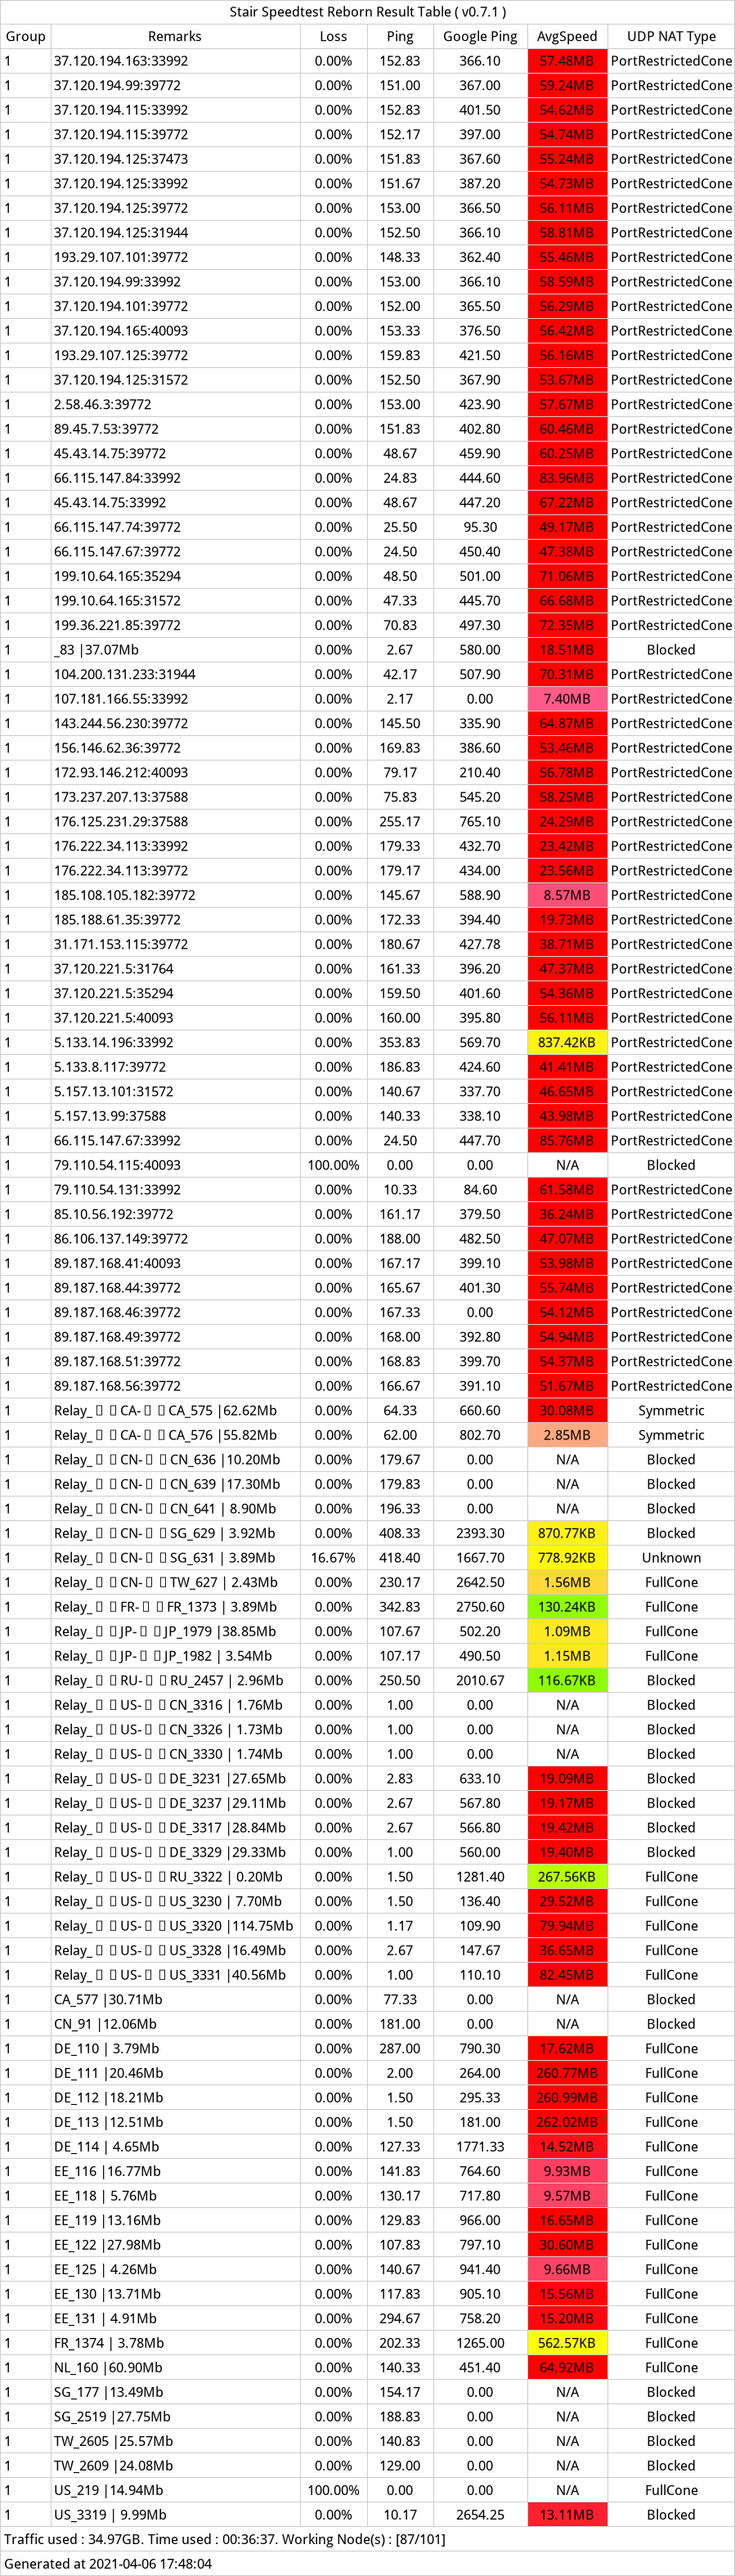 Stair Speedtest Reborn Result Table ( v0.7.1 )
Group Remarks Loss Ping Google Ping AvgSpeed UDP NAT Type
1 37.120.194.163:33992 0.00% 152.83 366.10 57.48MB PortRestrictedCone
1 37.120.194.99:39772 0.00% 151.00 367.00 59.24MB PortRestrictedCone
1 37.120.194.115:33992 0.00% 152.83 401.50 54.62MB PortRestrictedCone
1 37.120.194.115:39772 0.00% 152.17 397.00 54.74MB PortRestrictedCone
1 37.120.194.125:37473 0.00% 151.83 367.60 55.24MB PortRestrictedCone
1 37.120.194.125:33992 0.00% 151.67 387.20 54.73MB PortRestrictedCone
1 37.120.194.125:39772 0.00% 153.00 366.50 56.11MB PortRestrictedCone
1 37.120.194.125:31944 0.00% 152.50 366.10 58.81MB PortRestrictedCone
1 193.29.107.101:39772 0.00% 148.33 362.40 55.46MB PortRestrictedCone
1 37.120.194.99:33992 0.00% 153.00 366.10 58.59MB PortRestrictedCone
1 37.120.194.101:39772 0.00% 152.00 365.50 56.29MB PortRestrictedCone
1 37.120.194.165:40093 0.00% 153.33 376.50 56.42MB PortRestrictedCone
1 193.29.107.125:39772 0.00% 159.83 421.50 56.16MB PortRestrictedCone
1 37.120.194.125:31572 0.00% 152.50 367.90 53.67MB PortRestrictedCone
1 2.58.46.3:39772 0.00% 153.00 423.90 57.67MB PortRestrictedCone
1 89.45.7.53:39772 0.00% 151.83 402.80 60.46MB PortRestrictedCone
1 45.43.14.75:39772 0.00% 48.67 459.90 60.25MB PortRestrictedCone
1 66.115.147.84:33992 0.00% 24.83 444.60 83.96MB PortRestrictedCone
1 45.43.14.75:33992 0.00% 48.67 447.20 67.22MB PortRestrictedCone
1 66.115.147.74:39772 0.00% 25.50 95.30 49.17MB PortRestrictedCone
1 66.115.147.67:39772 0.00% 24.50 450.40 47.38MB PortRestrictedCone
1 199.10.64.165:35294 0.00% 48.50 501.00 71.06MB PortRestrictedCone
1 199.10.64.165:31572 0.00% 47.33 445.70 66.68MB PortRestrictedCone
1 199.36.221.85:39772 0.00% 70.83 497.30 72.35MB PortRestrictedCone
1 _83 |37.07Mb 0.00% 2.67 580.00 18.51MB Blocked
1 104.200.131.233:31944 0.00% 42.17 507.90 70.31MB PortRestrictedCone
1 107.181.166.55:33992 0.00% 2.17 0.00 7.40MB PortRestrictedCone
1 143.244.56.230:39772 0.00% 145.50 335.90 64.87MB PortRestrictedCone
1 156.146.62.36:39772 0.00% 169.83 386.60 53.46MB PortRestrictedCone
1 172.93.146.212:40093 0.00% 79.17 210.40 56.78MB PortRestrictedCone
1 173.237.207.13:37588 0.00% 75.83 545.20 58.25MB PortRestrictedCone
1 176.125.231.29:37588 0.00% 255.17 765.10 24.29MB PortRestrictedCone
1 176.222.34.113:33992 0.00% 179.33 432.70 23.42MB PortRestrictedCone
1 176.222.34.113:39772 0.00% 179.17 434.00 23.56MB PortRestrictedCone
1 185.108.105.182:39772 0.00% 145.67 588.90 8.57MB PortRestrictedCone
1 185.188.61.35:39772 0.00% 172.33 394.40 19.73MB PortRestrictedCone
1 31.171.153.115:39772 0.00% 180.67 427.78 38.71MB PortRestrictedCone
1 37.120.221.5:31764 0.00% 161.33 396.20 47.37MB PortRestrictedCone
1 37.120.221.5:35294 0.00% 159.50 401.60 54.36MB PortRestrictedCone
1 37.120.221.5:40093 0.00% 160.00 395.80 56.11MB PortRestrictedCone
1 5.133.14.196:33992 0.00% 353.83 569.70 837.42KB PortRestrictedCone
1 5.133.8.117:39772 0.00% 186.83 424.60 41.41MB PortRestrictedCone
1 5.157.13.101:31572 0.00% 140.67 337.70 46.65MB PortRestrictedCone
1 5.157.13.99:37588 0.00% 140.33 338.10 43.98MB PortRestrictedCone
1 66.115.147.67:33992 0.00% 24.50 447.70 85.76MB PortRestrictedCone
1 79.110.54.115:40093 100.00% 0.00 0.00 N/A Blocked
1 79.110.54.131:33992 0.00% 10.33 84.60 61.58MB PortRestrictedCone
1 85.10.56.192:39772 0.00% 161.17 379.50 36.24MB PortRestrictedCone
1 86.106.137.149:39772 0.00% 188.00 482.50 47.07MB PortRestrictedCone
1 89.187.168.41:40093 0.00% 167.17 399.10 53.98MB PortRestrictedCone
1 89.187.168.44:39772 0.00% 165.67 401.30 55.74MB PortRestrictedCone
1 89.187.168.46:39772 0.00% 167.33 0.00 54.12MB PortRestrictedCone
1 89.187.168.49:39772 0.00% 168.00 392.80 54.94MB PortRestrictedCone
1 89.187.168.51:39772 0.00% 168.83 399.70 54.37MB PortRestrictedCone
1 89.187.168.56:39772 0.00% 166.67 391.10 51.67MB PortRestrictedCone
1 Relay_ CA- CA_575 |62.62Mb 0.00% 64.33 660.60 30.08MB Symmetric
1 Relay_ CA- CA_576 |55.82Mb 0.00% 62.00 802.70 2.85MB Symmetric
1 Relay_ CN- CN_636 |10.20Mb 0.00% 179.67 0.00 N/A Blocked
1 Relay_ CN- CN_639 |17.30Mb 0.00% 179.83 0.00 N/A Blocked
1 Relay_ CN- CN_641 | 8.90Mb 0.00% 196.33 0.00 N/A Blocked
1 Relay_ CN- SG_629 | 3.92Mb 0.00% 408.33 2393.30 870.77KB Blocked
1 Relay_ CN- SG_631 | 3.89Mb 16.67% 418.40 1667.70 778.92KB Unknown
1 Relay_ CN- TW_627 | 2.43Mb 0.00% 230.17 2642.50 1.56MB FullCone
1 Relay_ FR- FR_1373 | 3.89Mb 0.00% 342.83 2750.60 130.24KB FullCone
1 Relay_ JP- JP_1979 |38.85Mb 0.00% 107.67 502.20 1.09MB FullCone
1 Relay_ JP- JP_1982 | 3.54Mb 0.00% 107.17 490.50 1.15MB FullCone
1 Relay_ RU- RU_2457 | 2.96Mb 0.00% 250.50 2010.67 116.67KB Blocked
1 Relay_ US- CN_3316 | 1.76Mb 0.00% 1.00 0.00 N/A Blocked
1 Relay_ US- CN_3326 | 1.73Mb 0.00% 1.00 0.00 N/A Blocked
1 Relay_ US- CN_3330 | 1.74Mb 0.00% 1.00 0.00 N/A Blocked
1 Relay_ US- DE_3231 |27.65Mb 0.00% 2.83 633.10 19.09MB Blocked
1 Relay_ US- DE_3237 |29.11Mb 0.00% 2.67 567.80 19.17MB Blocked
1 Relay_ US- DE_3317 |28.84Mb 0.00% 2.67 566.80 19.42MB Blocked
1 Relay_ US- DE_3329 |29.33Mb 0.00% 1.00 560.00 19.40MB Blocked
1 Relay_ US- RU_3322 | 0.20Mb 0.00% 1.50 1281.40 267.56KB FullCone
1 Relay_ US- US_3230 | 7.70Mb 0.00% 1.50 136.40 29.52MB FullCone
1 Relay_ US- US_3320 |114.75Mb 0.00% 1.17 109.90 79.94MB FullCone
1 Relay_ US- US_3328 |16.49Mb 0.00% 2.67 147.67 36.65MB FullCone
1 Relay_ US- US_3331 |40.56Mb 0.00% 1.00 110.10 82.45MB FullCone
1 CA_577 |30.71Mb 0.00% 77.33 0.00 N/A Blocked
1 CN_91 |12.06Mb 0.00% 181.00 0.00 N/A Blocked
1 DE_110 | 3.79Mb 0.00% 287.00 790.30 17.62MB FullCone
1 DE_111 |20.46Mb 0.00% 2.00 264.00 260.77MB FullCone
1 DE_112 |18.21Mb 0.00% 1.50 295.33 260.99MB FullCone
1 DE_113 |12.51Mb 0.00% 1.50 181.00 262.02MB FullCone
1 DE_114 | 4.65Mb 0.00% 127.33 1771.33 14.52MB FullCone
1 EE_116 |16.77Mb 0.00% 141.83 764.60 9.93MB FullCone
1 EE_118 | 5.76Mb 0.00% 130.17 717.80 9.57MB FullCone
1 EE_119 |13.16Mb 0.00% 129.83 966.00 16.65MB FullCone
1 EE_122 |27.98Mb 0.00% 107.83 797.10 30.60MB FullCone
1 EE_125 | 4.26Mb 0.00% 140.67 941.40 9.66MB FullCone
1 EE_130 |13.71Mb 0.00% 117.83 905.10 15.56MB FullCone
1 EE_131 | 4.91Mb 0.00% 294.67 758.20 15.20MB FullCone
1 FR_1374 | 3.78Mb 0.00% 202.33 1265.00 562.57KB FullCone
1 NL_160 |60.90Mb 0.00% 140.33 451.40 64.92MB FullCone
1 SG_177 |13.49Mb 0.00% 154.17 0.00 N/A Blocked
1 SG_2519 |27.75Mb 0.00% 188.83 0.00 N/A Blocked
1 TW_2605 |25.57Mb 0.00% 140.83 0.00 N/A Blocked
1 TW_2609 |24.08Mb 0.00% 129.00 0.00 N/A Blocked
1 US_219 |14.94Mb 100.00% 0.00 0.00 N/A FullCone
1 US_3319 | 9.99Mb 0.00% 10.17 2654.25 13.11MB Blocked
Traffic used : 34.97GB. Time used : 00:36:37. Working Node(s) : [87/101]
Generated at 2021-04-06 17:48:04